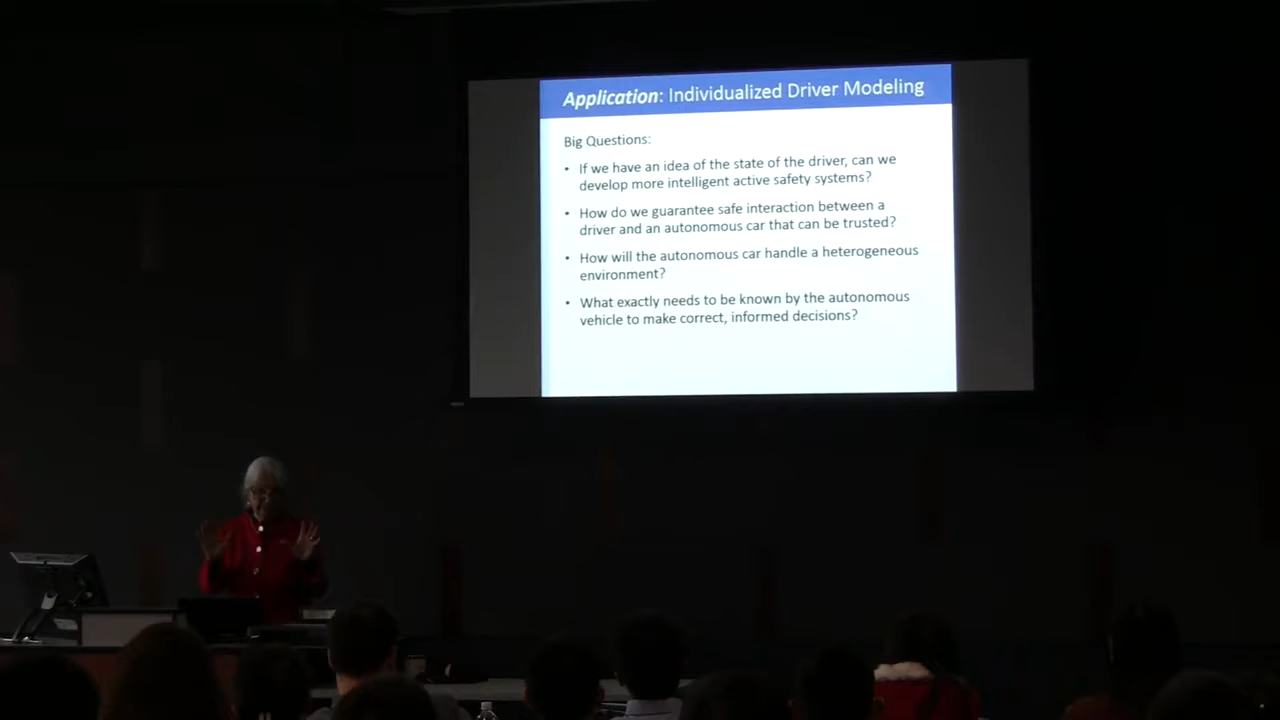 Application: Individualized Driver Modeling
Big Questions:
• If we have an idea of the state of the driver, can we
develop more intelligent active safety systems?
• How do we guarantee safe interaction between a
driver and an autonomous car that can be trusted?
• How will the autonomous car handle a heterogeneous
environment?
• What exactly needs to be known by the autonomous
vehicle to make correct, informed decisions?